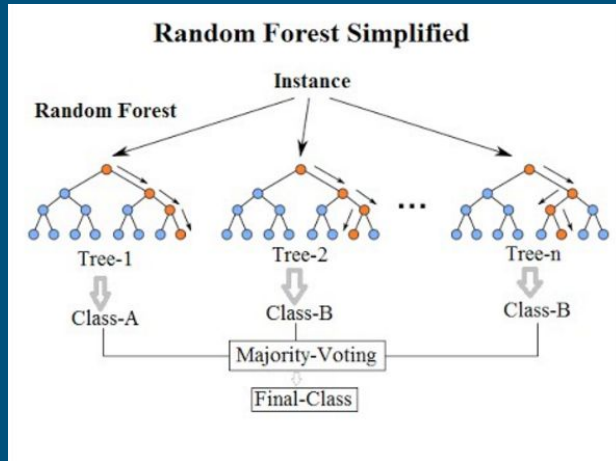 Random Forest Simplified
Instance
Random Forest
...
Tree-1
Tree-2
Tree-n
Class-A
Class-B
Class-B
Majority-Voting
Final-Class